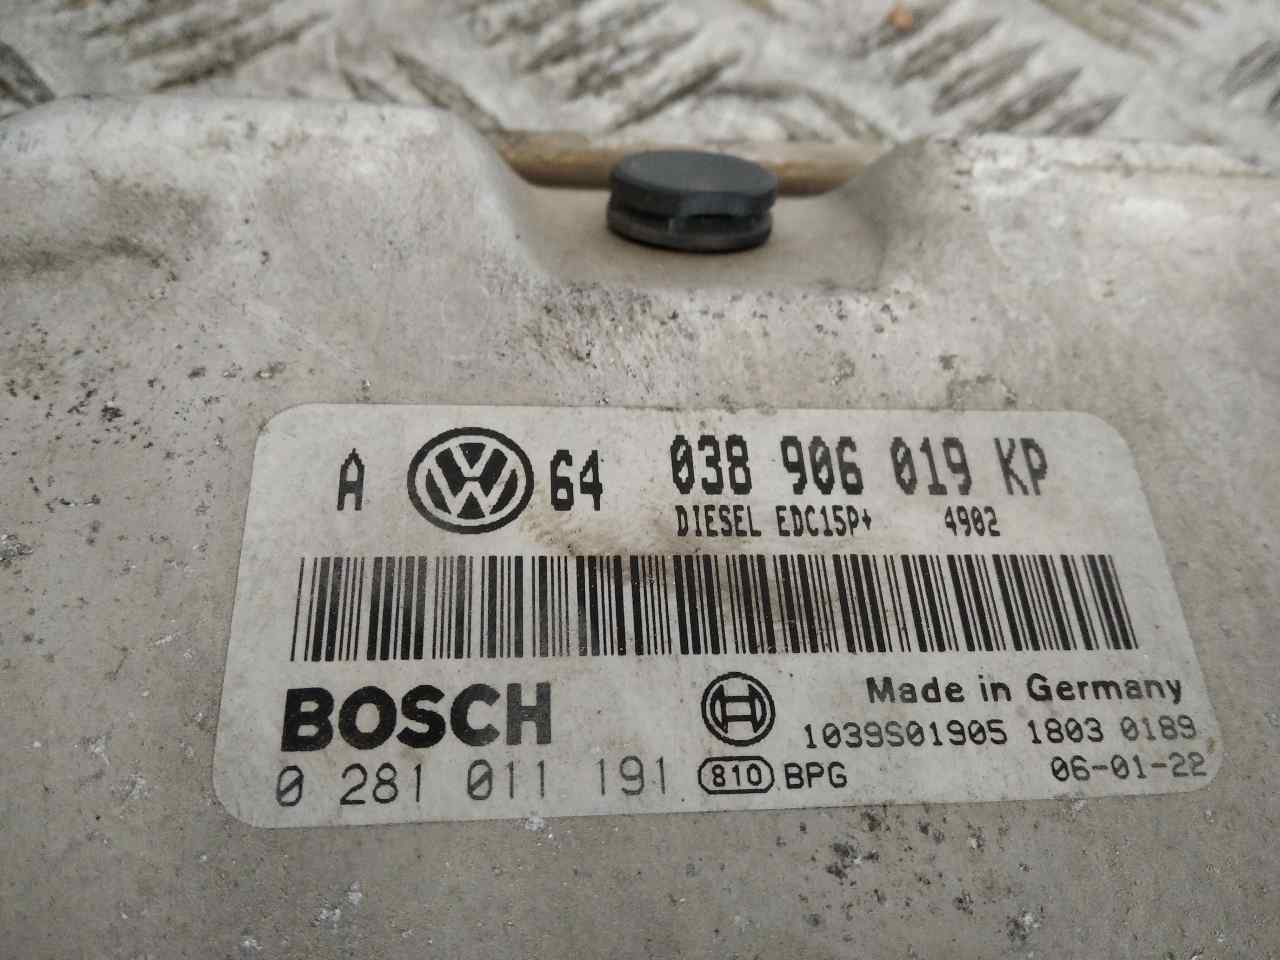 A VW 64 038 906 019 KP
DIESEL EDC15P+ 4902
BOSCH
Made in Germany
1039S01905 1803 0189
0 281 011 191 810 BPG 06-01-22